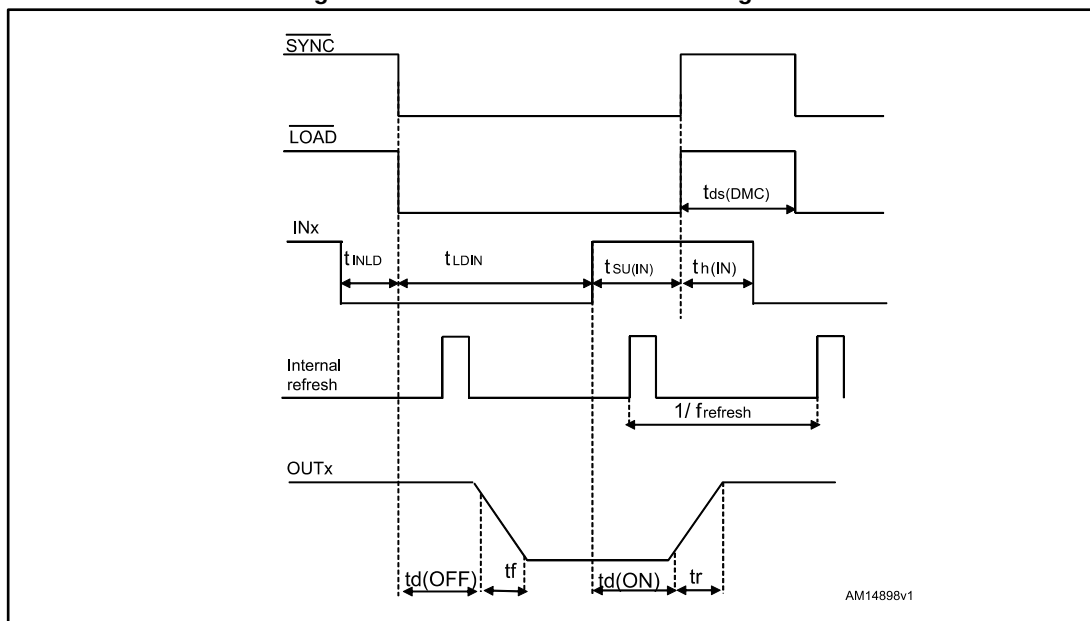 SYNC
LOAD
tds(DMC)
INx
tINLD
tLDIN
tSU(IN)
th(IN)
Internal
refresh
1/ frefresh
OUTx
td(OFF)
tf
td(ON)
tr
AM14898v1